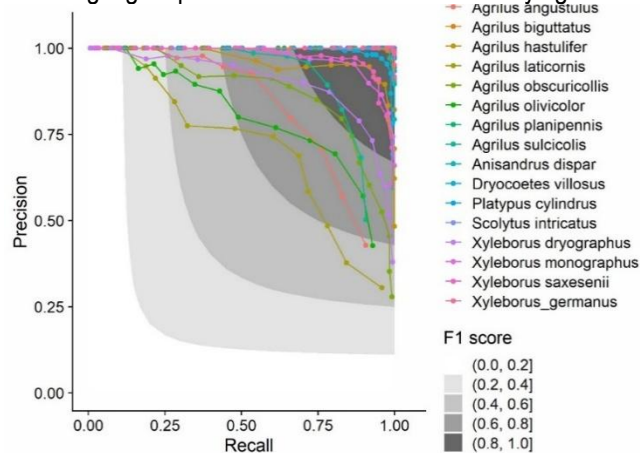 Agrilus angustulus
Agrilus biguttatus
Agrilus hastulifer
Agrilus laticornis
Agrilus obscuricollis
Agrilus olivicolor
Agrilus planipennis
Agrilus sulcicolis
Anisandrus dispar
Dryocoetes villosus
Platypus cylindrus
Scolytus intricatus
Xyleborus dryographus
Xyleborus monographus
Xyleborus saxesenii
Xyleborus_germanus
F1 score
(0.0, 0.2]
(0.2, 0.4]
(0.4, 0.6]
(0.6, 0.8]
(0.8, 1.0]
1.00
0.75
0.50
0.25
0.00
Precision
0.00 0.25 0.50 0.75 1.00
Recall